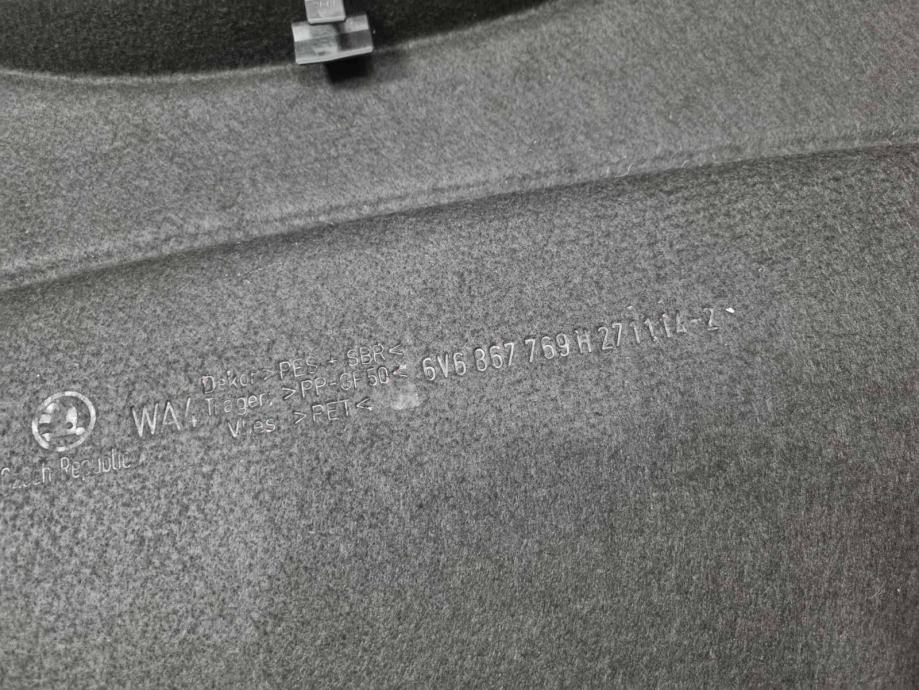 Dekor >PES + SBR<
WA4 Träger, >PP-GF50< 6V6 867 769 H 271114-2
Vlies >PET<
Czech Republic